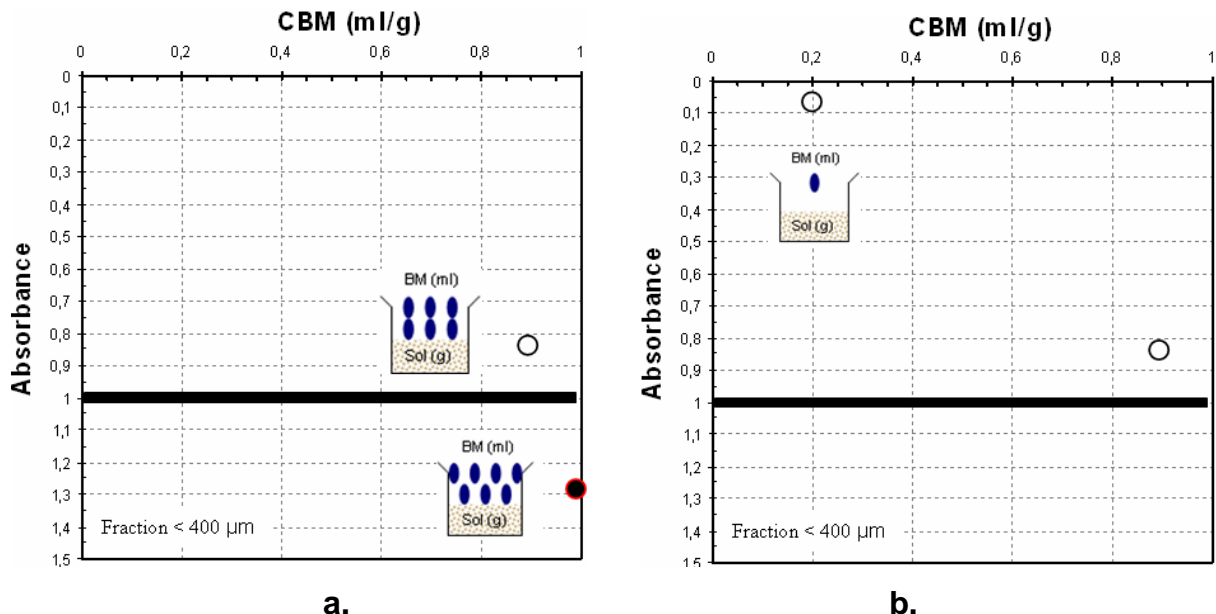 CBM (ml/g)
0 0,2 0,4 0,6 0,8 1
Absorbance
0
0,1
0,2
0,3
0,4
0,5
0,6
0,7
0,8
0,9
1
1,1
1,2
1,3
1,4
1,5
BM (ml)
Sol (g)
BM (ml)
Sol (g)
Fraction < 400 µm
a.
CBM (ml/g)
0 0,2 0,4 0,6 0,8 1
Absorbance
0
0,1
0,2
0,3
0,4
0,5
0,6
0,7
0,8
0,9
1
1,1
1,2
1,3
1,4
1,5
BM (ml)
Sol (g)
Fraction < 400 µm
b.